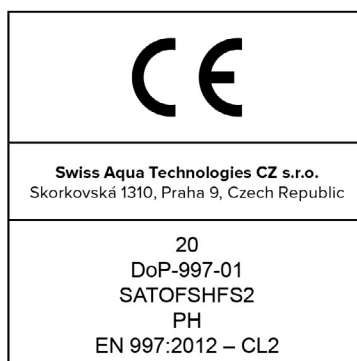 CE
Swiss Aqua Technologies CZ s.r.o.
Skorkovská 1310, Praha 9, Czech Republic
20
DoP-997-01
SATOFSHFS2
PH
EN 997:2012 – CL2